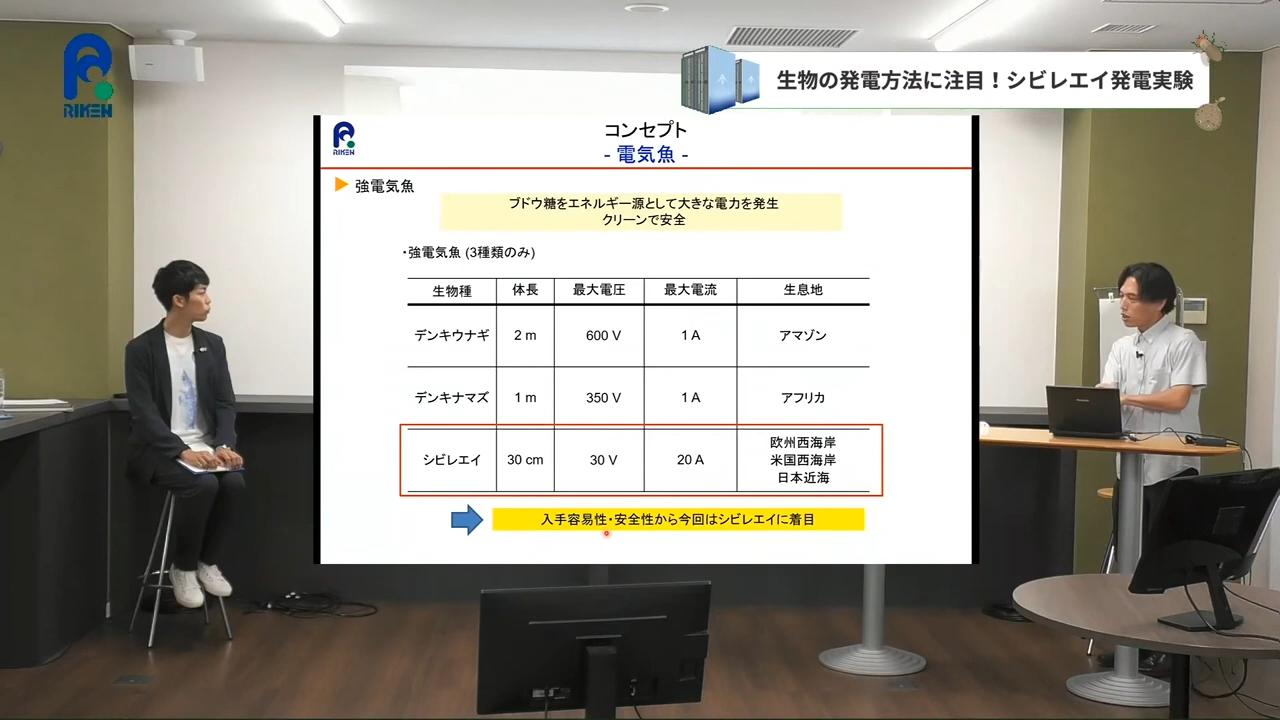 RIKEN
生物の発電方法に注目！シビレエイ発電実験
RIKEN
コンセプト
- 電気魚 -
強電気魚
ブドウ糖をエネルギー源として大きな電力を発生
クリーンで安全
・強電気魚 (3種類のみ)
生物種 体長 最大電圧 最大電流 生息地
デンキウナギ 2 m 600 V 1 A アマゾン
デンキナマズ 1 m 350 V 1 A アフリカ
シビレエイ 30 cm 30 V 20 A 欧州西海岸
米国西海岸
日本近海
入手容易性・安全性から今回はシビレエイに着目